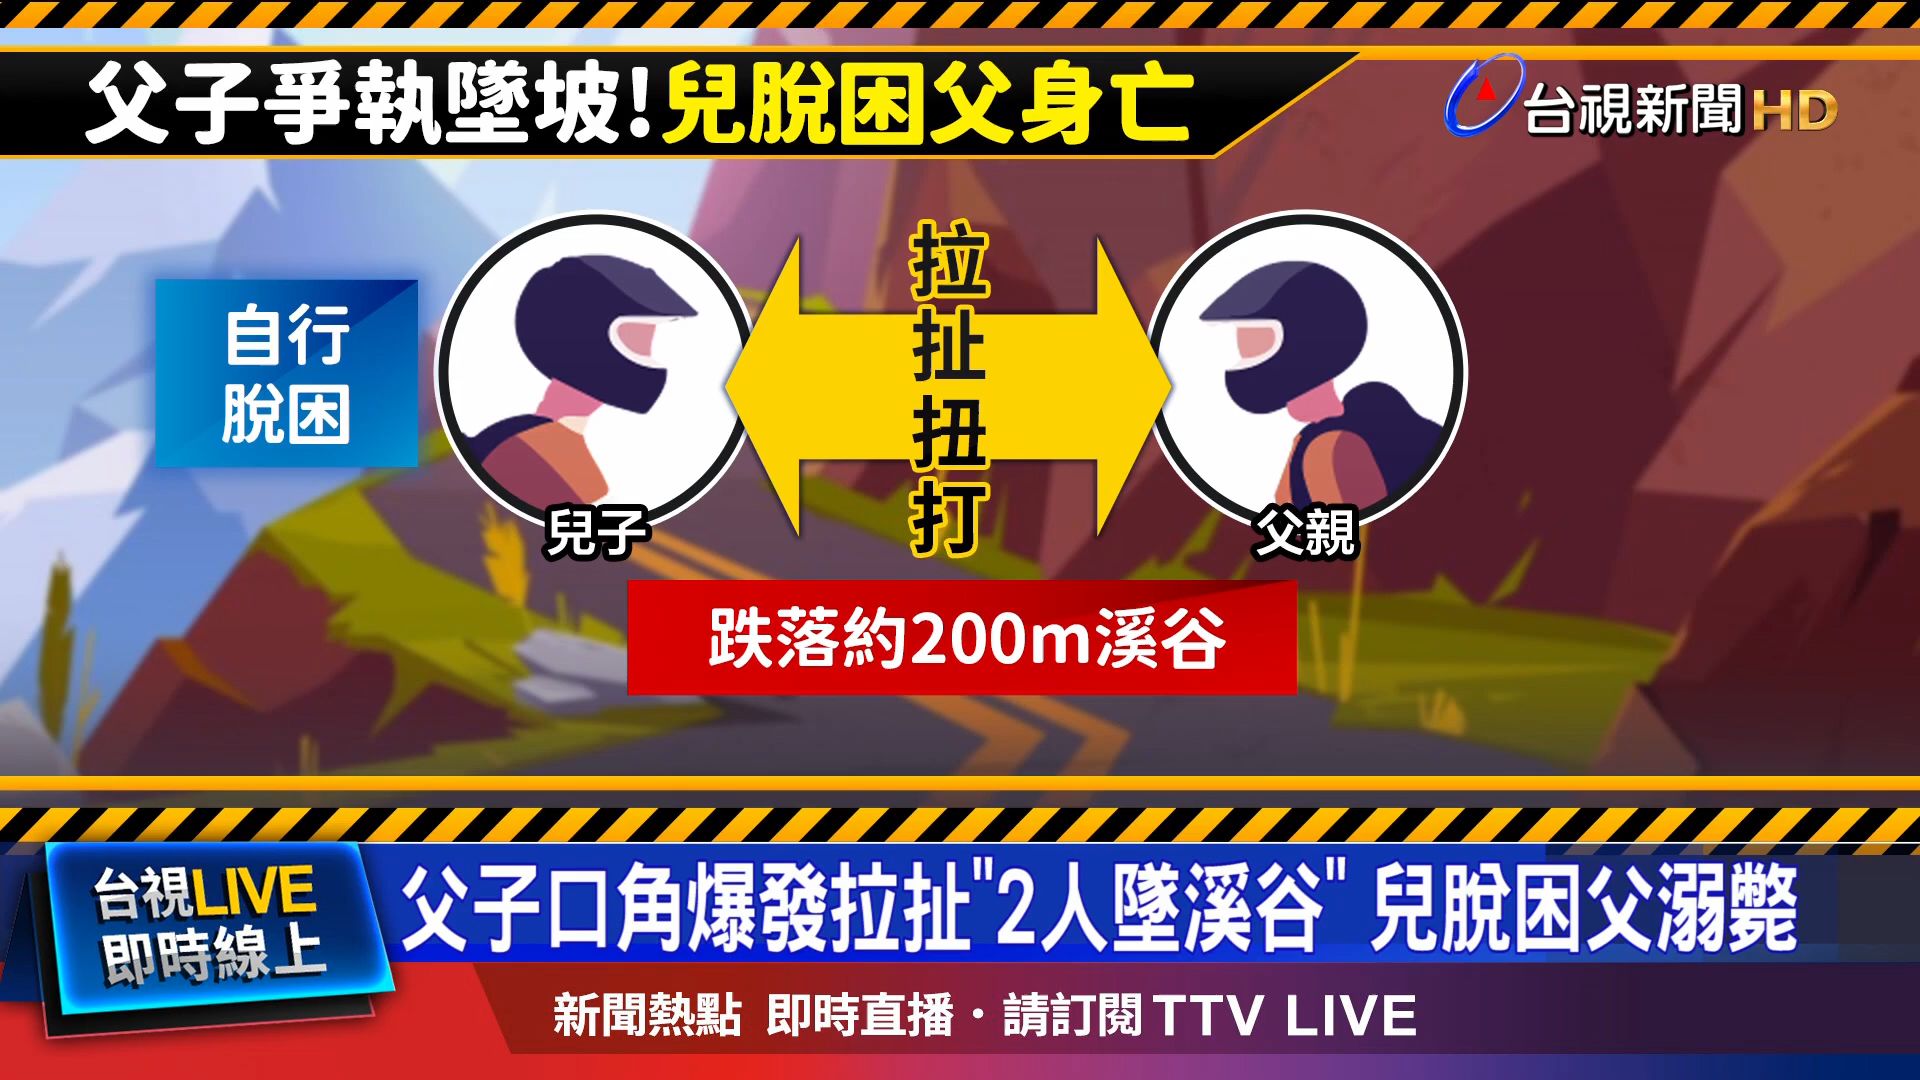 父子爭執墜坡!兒脫困父身亡
台視新聞HD
自行
脫困
拉扯扭打
兒子
父親
跌落約200m溪谷
台視LIVE
即時線上
父子口角爆發拉扯"2人墜溪谷" 兒脫困父溺斃
新聞熱點 即時直播·請訂閱TTV LIVE